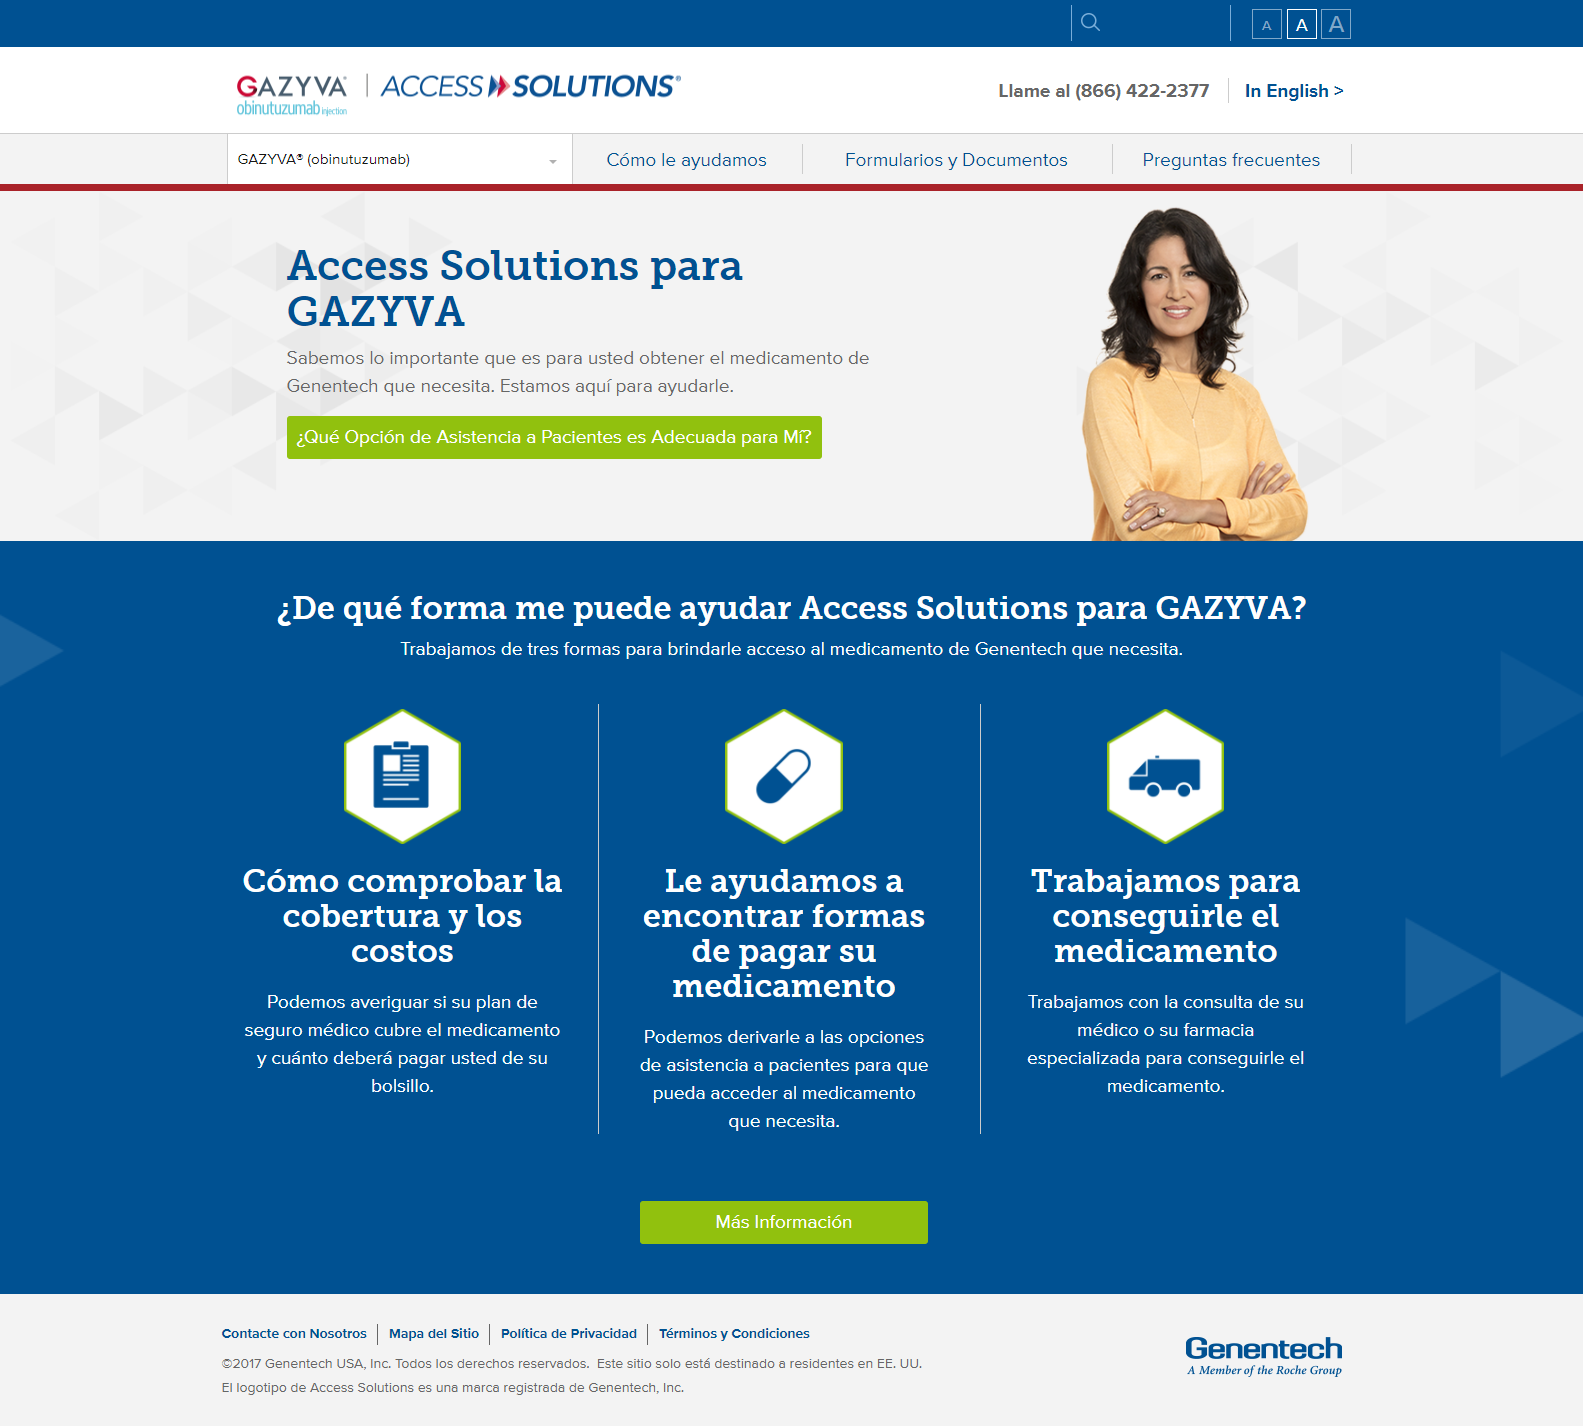 A A A
GAZYVA® | ACCESS SOLUTIONS®
obinutuzumab injection
Llame al (866) 422-2377
In English >
GAZYVA® (obinutuzumab)
Cómo le ayudamos
Formularios y Documentos
Preguntas frecuentes
Access Solutions para
GAZYVA
Sabemos lo importante que es para usted obtener el medicamento de
Genentech que necesita. Estamos aquí para ayudarle.
¿Qué Opción de Asistencia a Pacientes es Adecuada para Mí?
¿De qué forma me puede ayudar Access Solutions para GAZYVA?
Trabajamos de tres formas para brindarle acceso al medicamento de Genentech que necesita.
Cómo comprobar la
cobertura y los
costos
Podemos averiguar si su plan de
seguro médico cubre el medicamento
y cuánto deberá pagar usted de su
bolsillo.
Le ayudamos a
encontrar formas
de pagar su
medicamento
Podemos derivarle a las opciones
de asistencia a pacientes para que
pueda acceder al medicamento
que necesita.
Trabajamos para
conseguirle el
medicamento
Trabajamos con la consulta de su
médico o su farmacia
especializada para conseguirle el
medicamento.
Más Información
Contacte con Nosotros
Mapa del Sitio
Política de Privacidad
Términos y Condiciones
©2017 Genentech USA, Inc. Todos los derechos reservados. Este sitio solo está destinado a residentes en EE. UU.
El logotipo de Access Solutions es una marca registrada de Genentech, Inc.
Genentech
A Member of the Roche Group